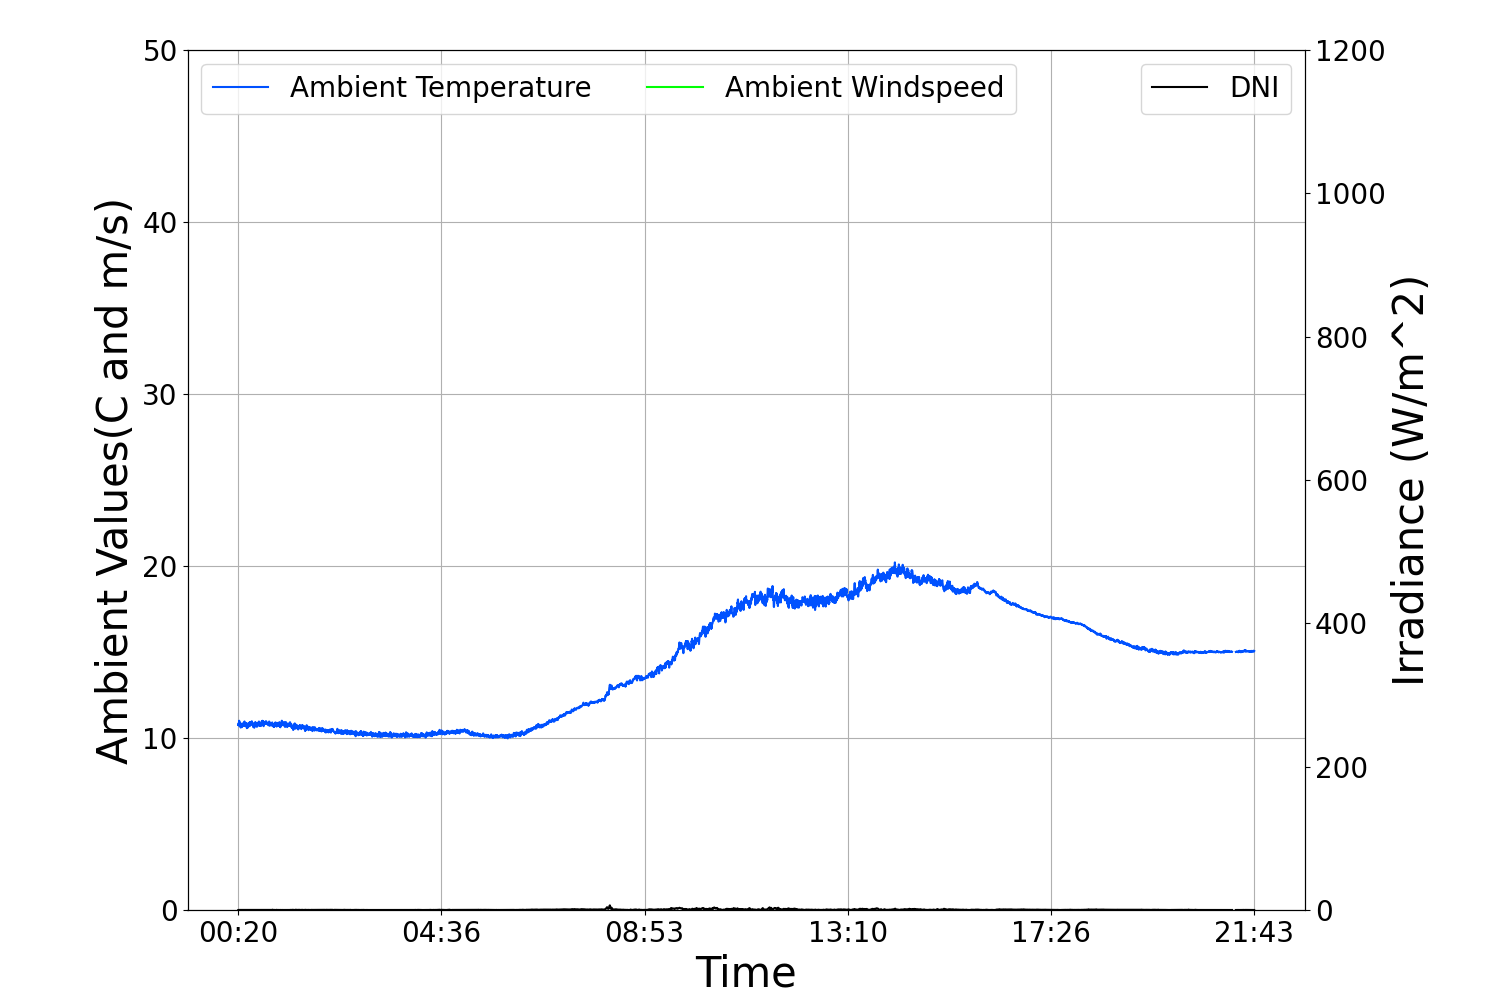 Ambient Temperature
Ambient Windspeed
DNI
Ambient Values(C and m/s)
50
40
30
20
10
0
1200
1000
800
600
400
200
0
Irradiance (W/m^2)
00:20 04:36 08:53 13:10 17:26 21:43
Time